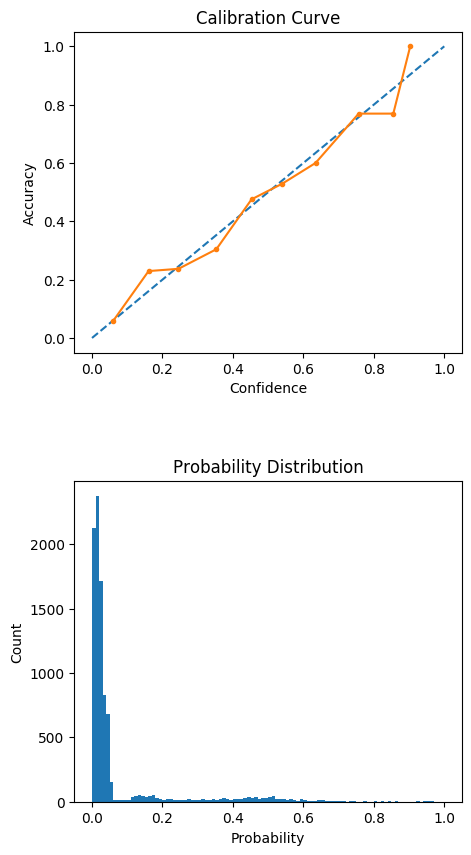 Calibration Curve
1.0
0.8
0.6
0.4
0.2
0.0
Accuracy
0.0 0.2 0.4 0.6 0.8 1.0
Confidence
Probability Distribution
2000
1500
1000
500
0
Count
0.0 0.2 0.4 0.6 0.8 1.0
Probability